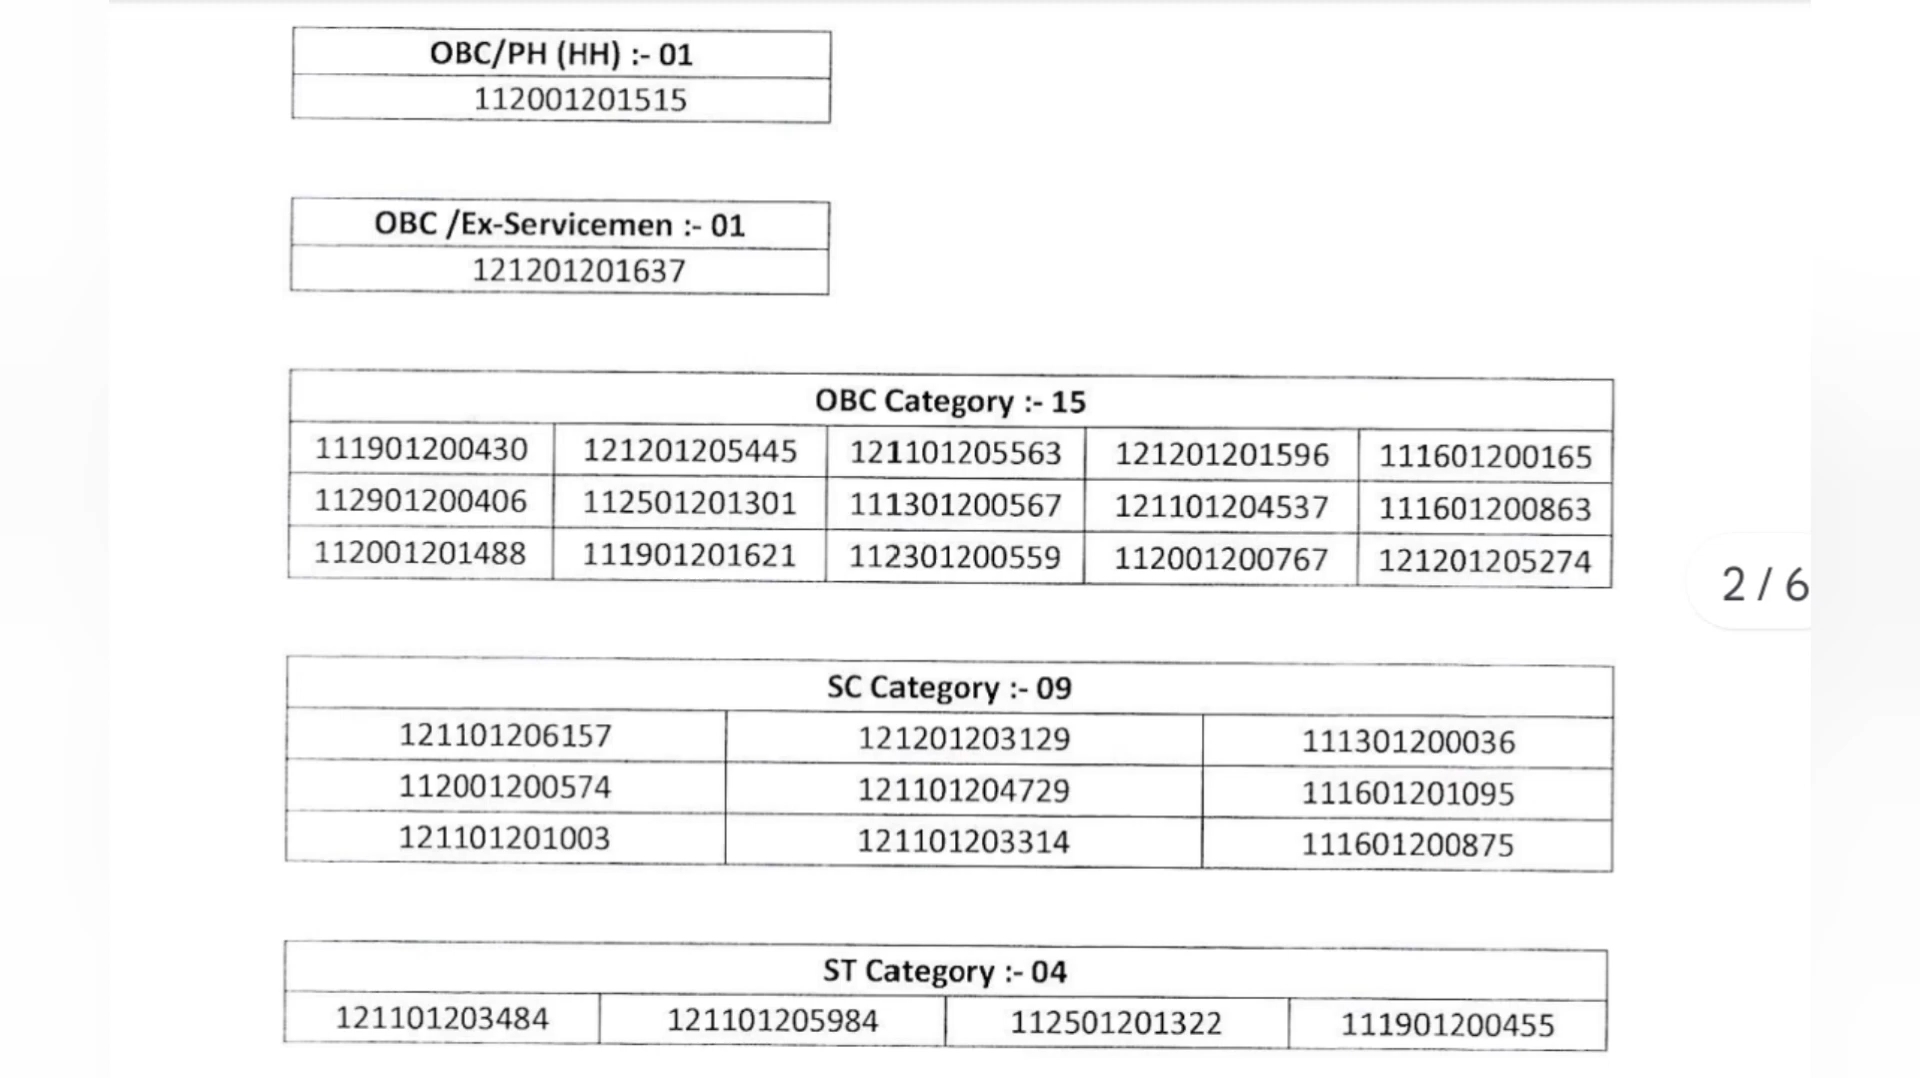 OBC/PH (HH) :- 01
112001201515
OBC /Ex-Servicemen :- 01
121201201637
OBC Category :- 15
111901200430 121201205445 121101205563 121201201596 111601200165
112901200406 112501201301 111301200567 121101204537 111601200863
112001201488 111901201621 112301200559 112001200767 121201205274
2 / 6
SC Category :- 09
121101206157 121201203129 111301200036
112001200574 121101204729 111601201095
121101201003 121101203314 111601200875
ST Category :- 04
121101203484 121101205984 112501201322 111901200455